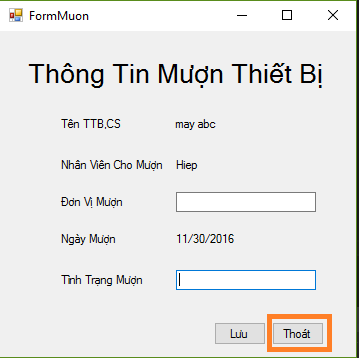 FormMuon
Thông Tin Mượn Thiết Bị
Tên TTB,CS may abc
Nhân Viên Cho Mượn Hiep
Đơn Vị Mượn
Ngày Mượn 11/30/2016
Tình Trạng Mượn
Lưu Thoát